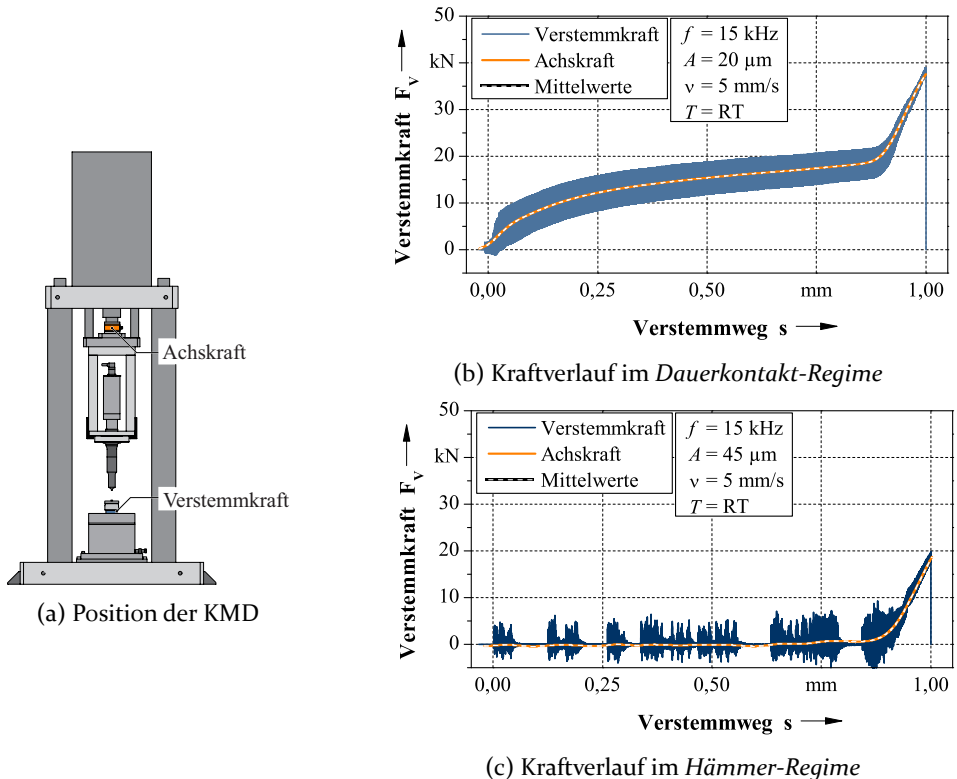 Achskraft
Verstemmkraft
(a) Position der KMD
Verstemmkraft F_v
50
kN
30
20
10
0
Verstemmkraft
Achskraft
Mittelwerte
f = 15 kHz
A = 20 µm
ν = 5 mm/s
T = RT
0,00 0,25 0,50 mm 1,00
Verstemmweg s
(b) Kraftverlauf im Dauerkontakt-Regime
Verstemmkraft F_v
50
kN
30
20
10
0
Verstemmkraft
Achskraft
Mittelwerte
f = 15 kHz
A = 45 µm
ν = 5 mm/s
T = RT
0,00 0,25 0,50 mm 1,00
Verstemmweg s
(c) Kraftverlauf im Hämmer-Regime